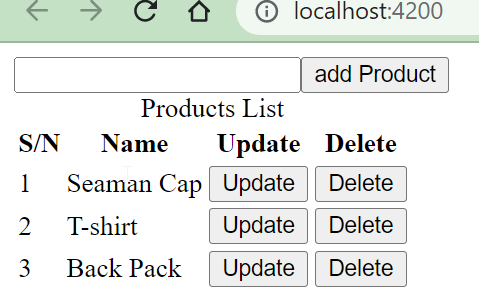 localhost:4200
add Product
Products List
S/N Name Update Delete
1 Seaman Cap Update Delete
2 T-shirt Update Delete
3 Back Pack Update Delete